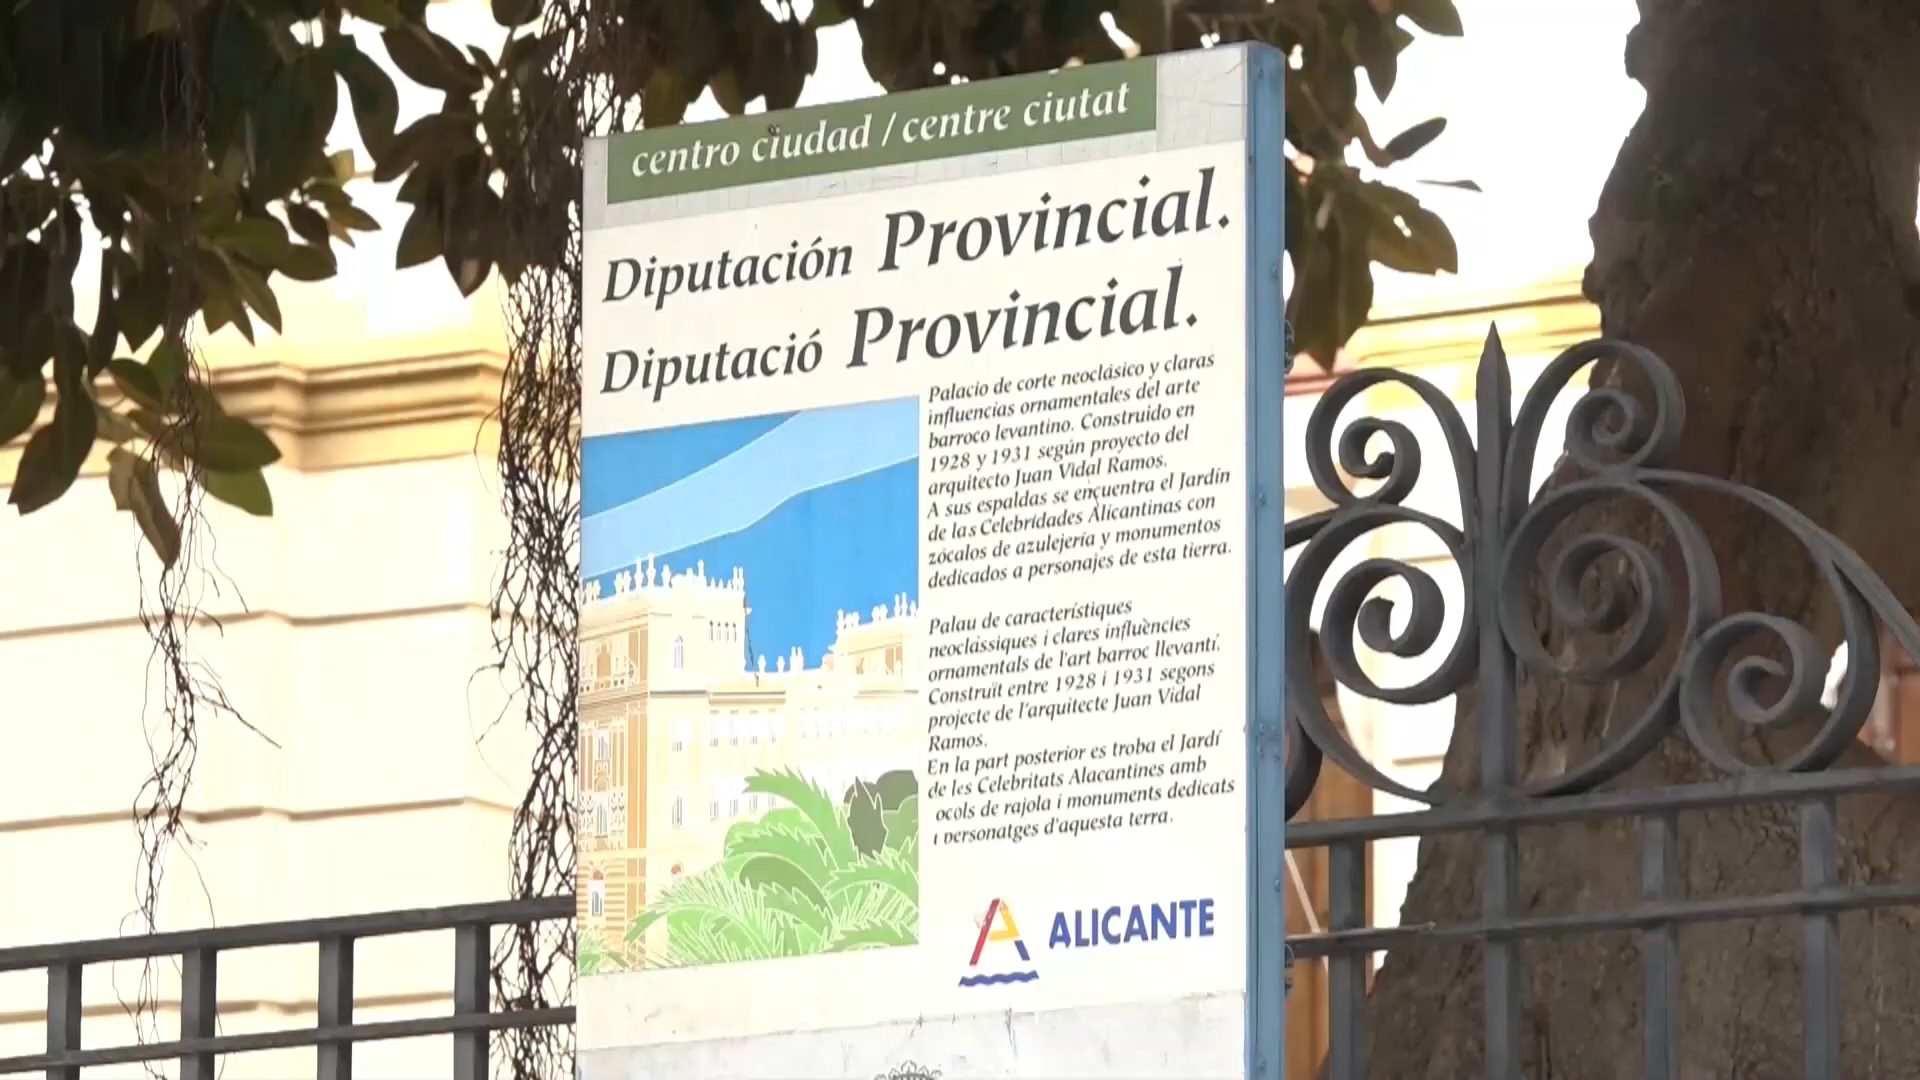 centro ciudad / centre ciutat
Diputación Provincial.
Diputació Provincial.
Palacio de corte neoclásico y claras
influencias ornamentales del arte
barroco levantino. Construido en
1928 y 1931 según proyecto del
arquitecto Juan Vidal Ramos.
A sus espaldas se encuentra el Jardín
de las Celebridades Alicantinas con
zócalos de azulejería y monumentos
dedicados a personajes de esta tierra.
Palau de característiques
neoclàssiques i clares influències
ornamentals de l'art barroc llevantí.
Construït entre 1928 i 1931 segons
projecte de l'arquitecte Juan Vidal
Ramos.
En la part posterior es troba el Jardí
de les Celebritats Alacantines amb
ocols de rajola i monuments dedicats
personatges d'aquesta terra.
ALICANTE